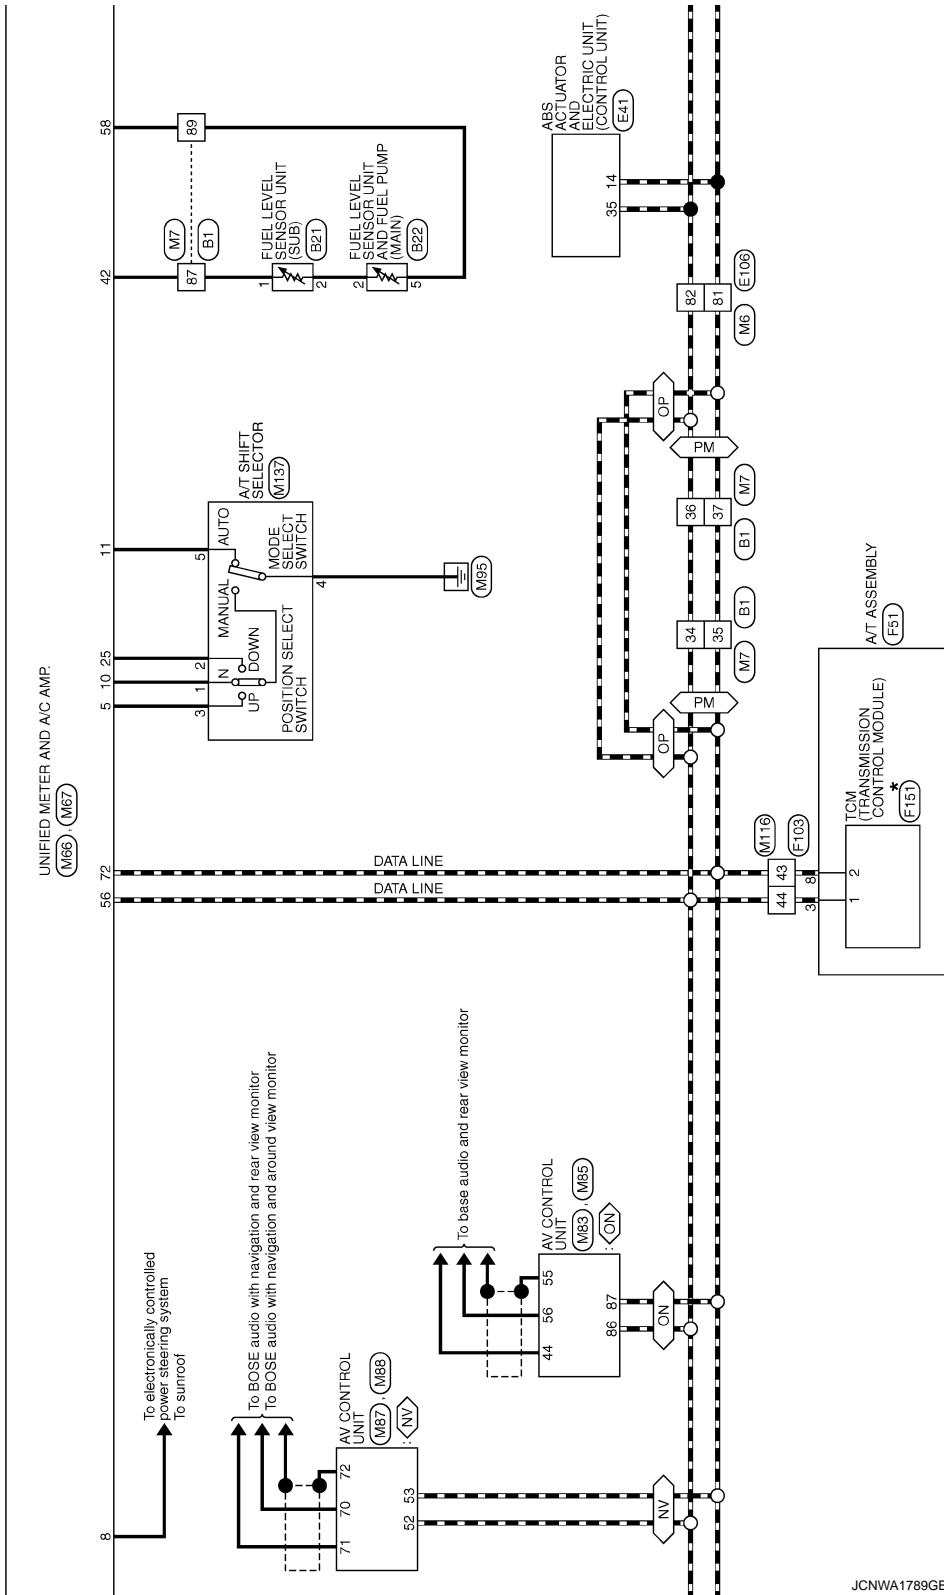 UNIFIED METER AND A/C AMP.
M66 , M67
8
56
72
5
10
25
11
42
58
To electronically controlled
power steering system
To sunroof
To BOSE audio with navigation and rear view monitor
To BOSE audio with navigation and around view monitor
AV CONTROL
UNIT
M87 , M88
: NV
71
70
72
52
53
NV
To base audio and rear view monitor
AV CONTROL
UNIT
M83 , M85
: ON
44
56
55
86
87
ON
DATA LINE
DATA LINE
M116
F103
44
43
3
8
1
2
TCM
(TRANSMISSION
CONTROL MODULE)
*
F151
A/T ASSEMBLY
F51
A/T SHIFT
SELECTOR
M137
3
1
2
5
UP
N
DOWN
MANUAL
AUTO
POSITION SELECT
SWITCH
MODE
SELECT
SWITCH
4
M95
OP
PM
M7
34
35
B1
B1
36
37
M7
PM
OP
M6
82
81
E106
M7
B1
87
89
1
2
FUEL LEVEL
SENSOR UNIT
(SUB)
B21
2
5
FUEL LEVEL
SENSOR UNIT
AND FUEL PUMP
(MAIN)
B22
ABS
ACTUATOR
AND
ELECTRIC UNIT
(CONTROL UNIT)
E41
35
14
JCNWA1789GE